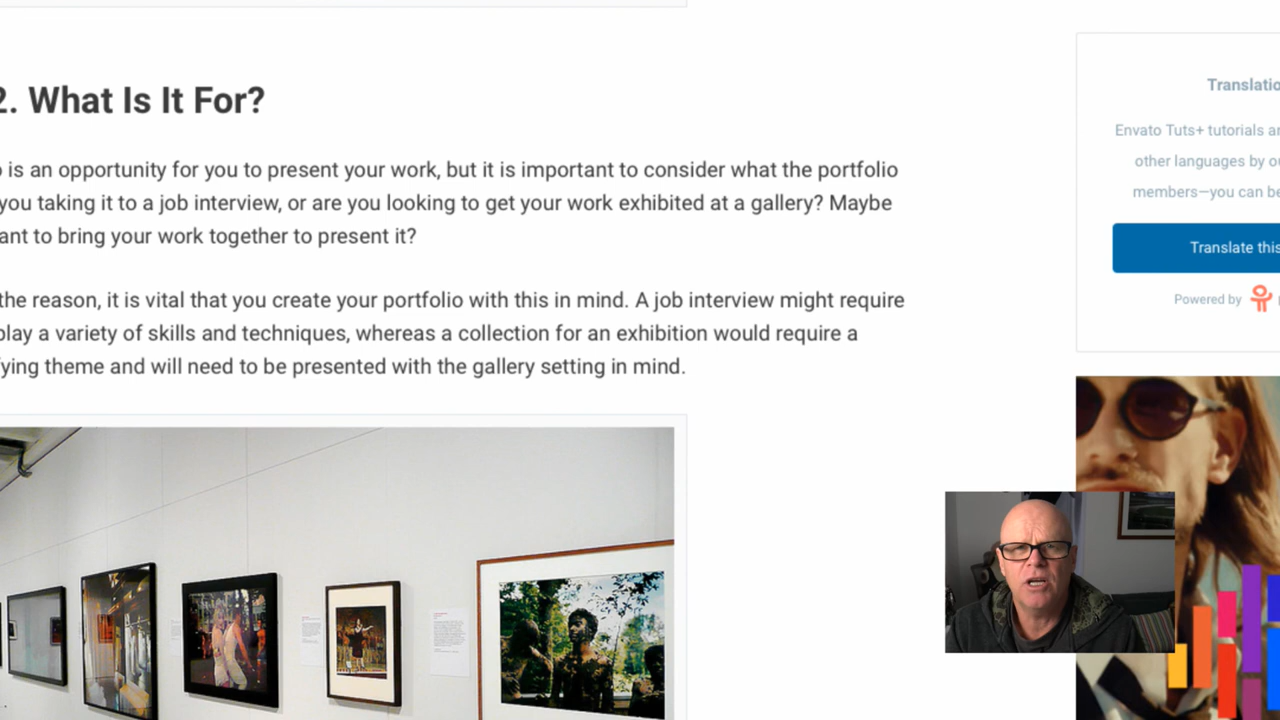 2. What Is It For?
is an opportunity for you to present your work, but it is important to consider what the portfolio
you taking it to a job interview, or are you looking to get your work exhibited at a gallery? Maybe
ant to bring your work together to present it?
the reason, it is vital that you create your portfolio with this in mind. A job interview might require
play a variety of skills and techniques, whereas a collection for an exhibition would require a
fying theme and will need to be presented with the gallery setting in mind.
Translatio
Envato Tuts+ tutorials ar
other languages by ou
members—you can be
Translate this
Powered by